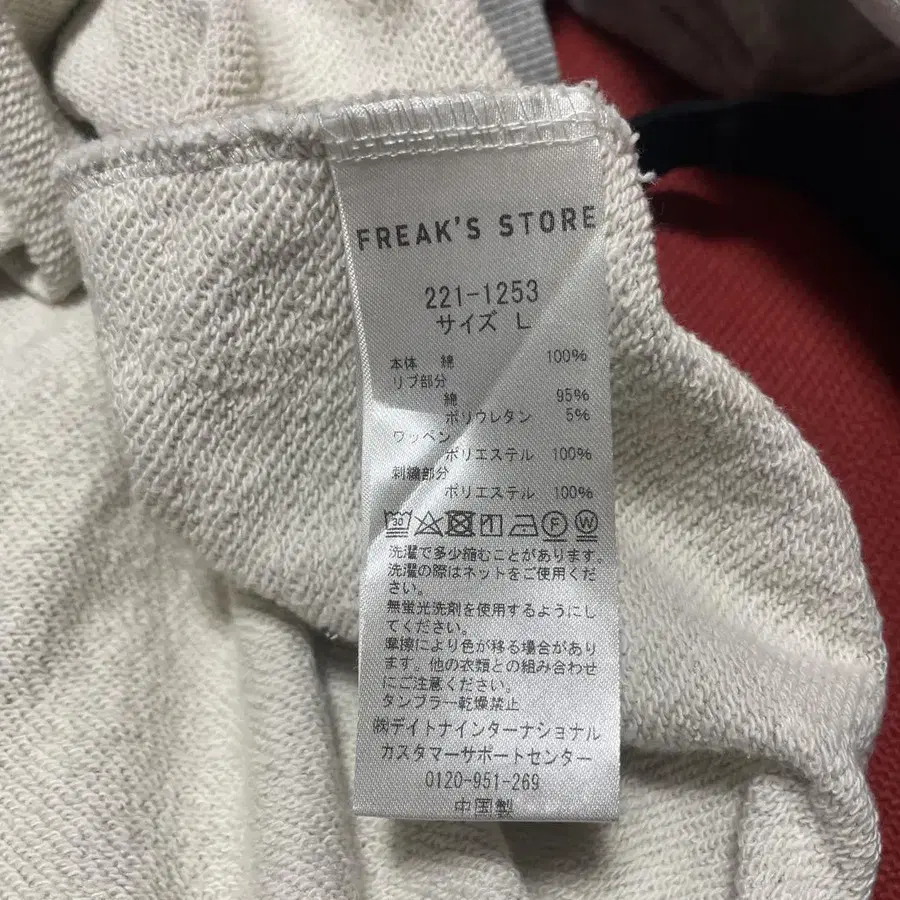 FREAK'S STORE
221-1253
サイズ L
本体 綿 100%
リブ部分
綿 95%
ポリウレタン 5%
ワッペン
ポリエステル 100%
刺繍部分
ポリエステル 100%
30 F W
洗濯で多少縮むことがあります。
洗濯の際はネットをご使用くだ
さい。
無蛍光洗剤を使用するようにし
てください。
摩擦により色が移る場合があり
ます。他の衣類との組み合わせ
にご注意ください。
タンブラー乾燥禁止
㈱デイトナインターナショナル
カスタマーサポートセンター
0120-951-269
中国製